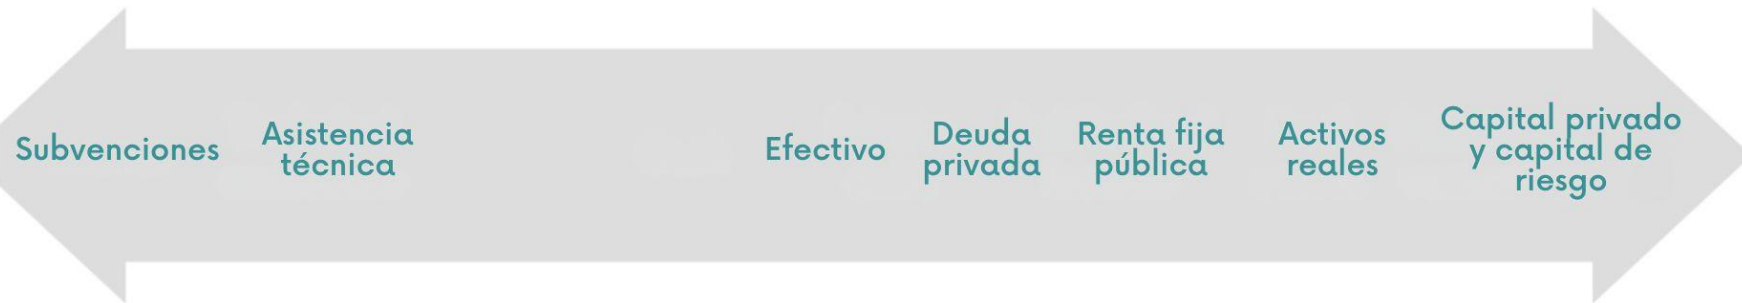 Subvenciones
Asistencia
técnica
Efectivo
Deuda
privada
Renta fija
pública
Activos
reales
Capital privado
y capital de
riesgo